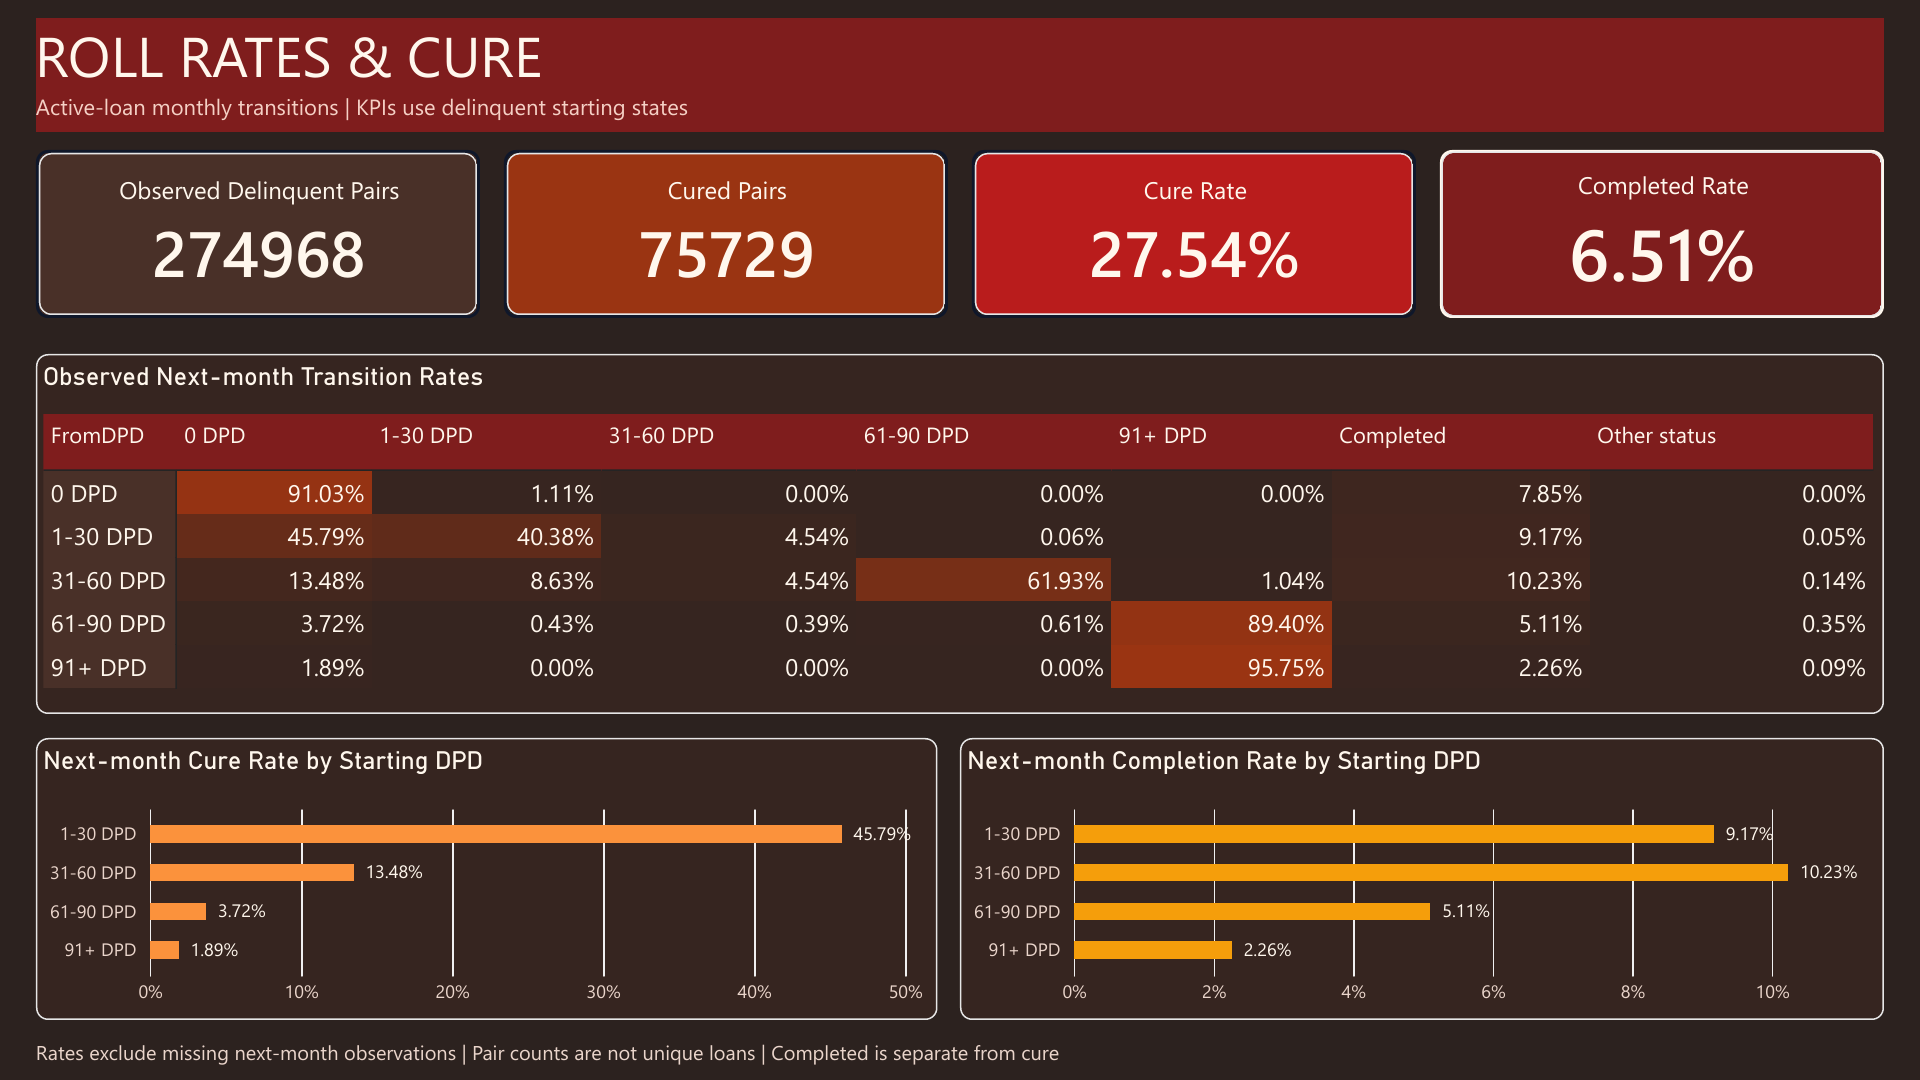 ROLL RATES & CURE
Active-loan monthly transitions | KPIs use delinquent starting states
Observed Delinquent Pairs
274968
Cured Pairs
75729
Cure Rate
27.54%
Completed Rate
6.51%
Observed Next-month Transition Rates
FromDPD 0 DPD 1-30 DPD 31-60 DPD 61-90 DPD 91+ DPD Completed Other status
0 DPD 91.03% 1.11% 0.00% 0.00% 0.00% 7.85% 0.00%
1-30 DPD 45.79% 40.38% 4.54% 0.06% 9.17% 0.05%
31-60 DPD 13.48% 8.63% 4.54% 61.93% 1.04% 10.23% 0.14%
61-90 DPD 3.72% 0.43% 0.39% 0.61% 89.40% 5.11% 0.35%
91+ DPD 1.89% 0.00% 0.00% 0.00% 95.75% 2.26% 0.09%
Next-month Cure Rate by Starting DPD
1-30 DPD 45.79%
31-60 DPD 13.48%
61-90 DPD 3.72%
91+ DPD 1.89%
0% 10% 20% 30% 40% 50%
Next-month Completion Rate by Starting DPD
1-30 DPD 9.17%
31-60 DPD 10.23%
61-90 DPD 5.11%
91+ DPD 2.26%
0% 2% 4% 6% 8% 10%
Rates exclude missing next-month observations | Pair counts are not unique loans | Completed is separate from cure